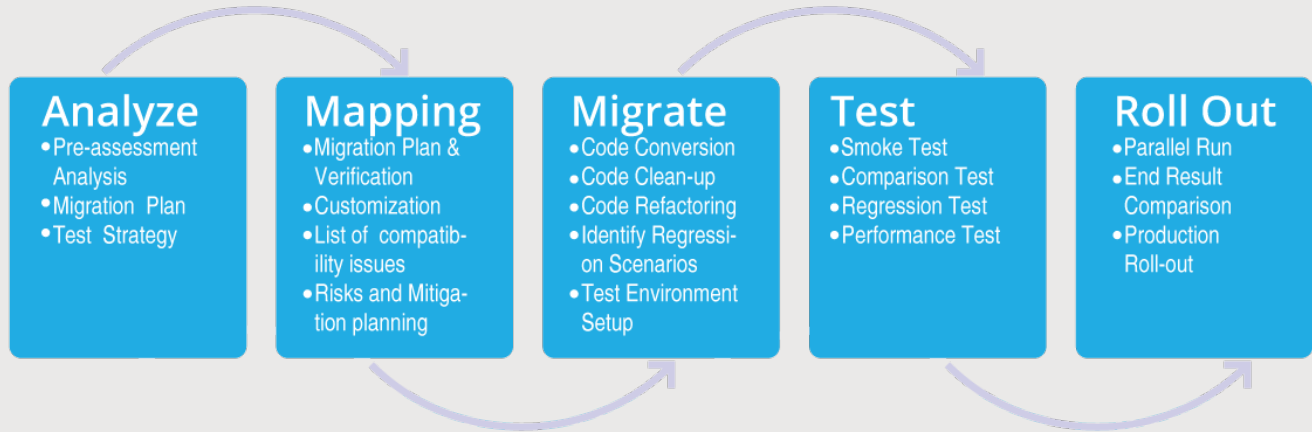 Analyze
•Pre-assessment
Analysis
•Migration Plan
•Test Strategy
Mapping
•Migration Plan &
Verification
•Customization
•List of compatib-
ility issues
•Risks and Mitiga-
tion planning
Migrate
•Code Conversion
•Code Clean-up
•Code Refactoring
•Identify Regressi-
on Scenarios
•Test Environment
Setup
Test
•Smoke Test
•Comparison Test
•Regression Test
•Performance Test
Roll Out
•Parallel Run
•End Result
Comparison
•Production
Roll-out